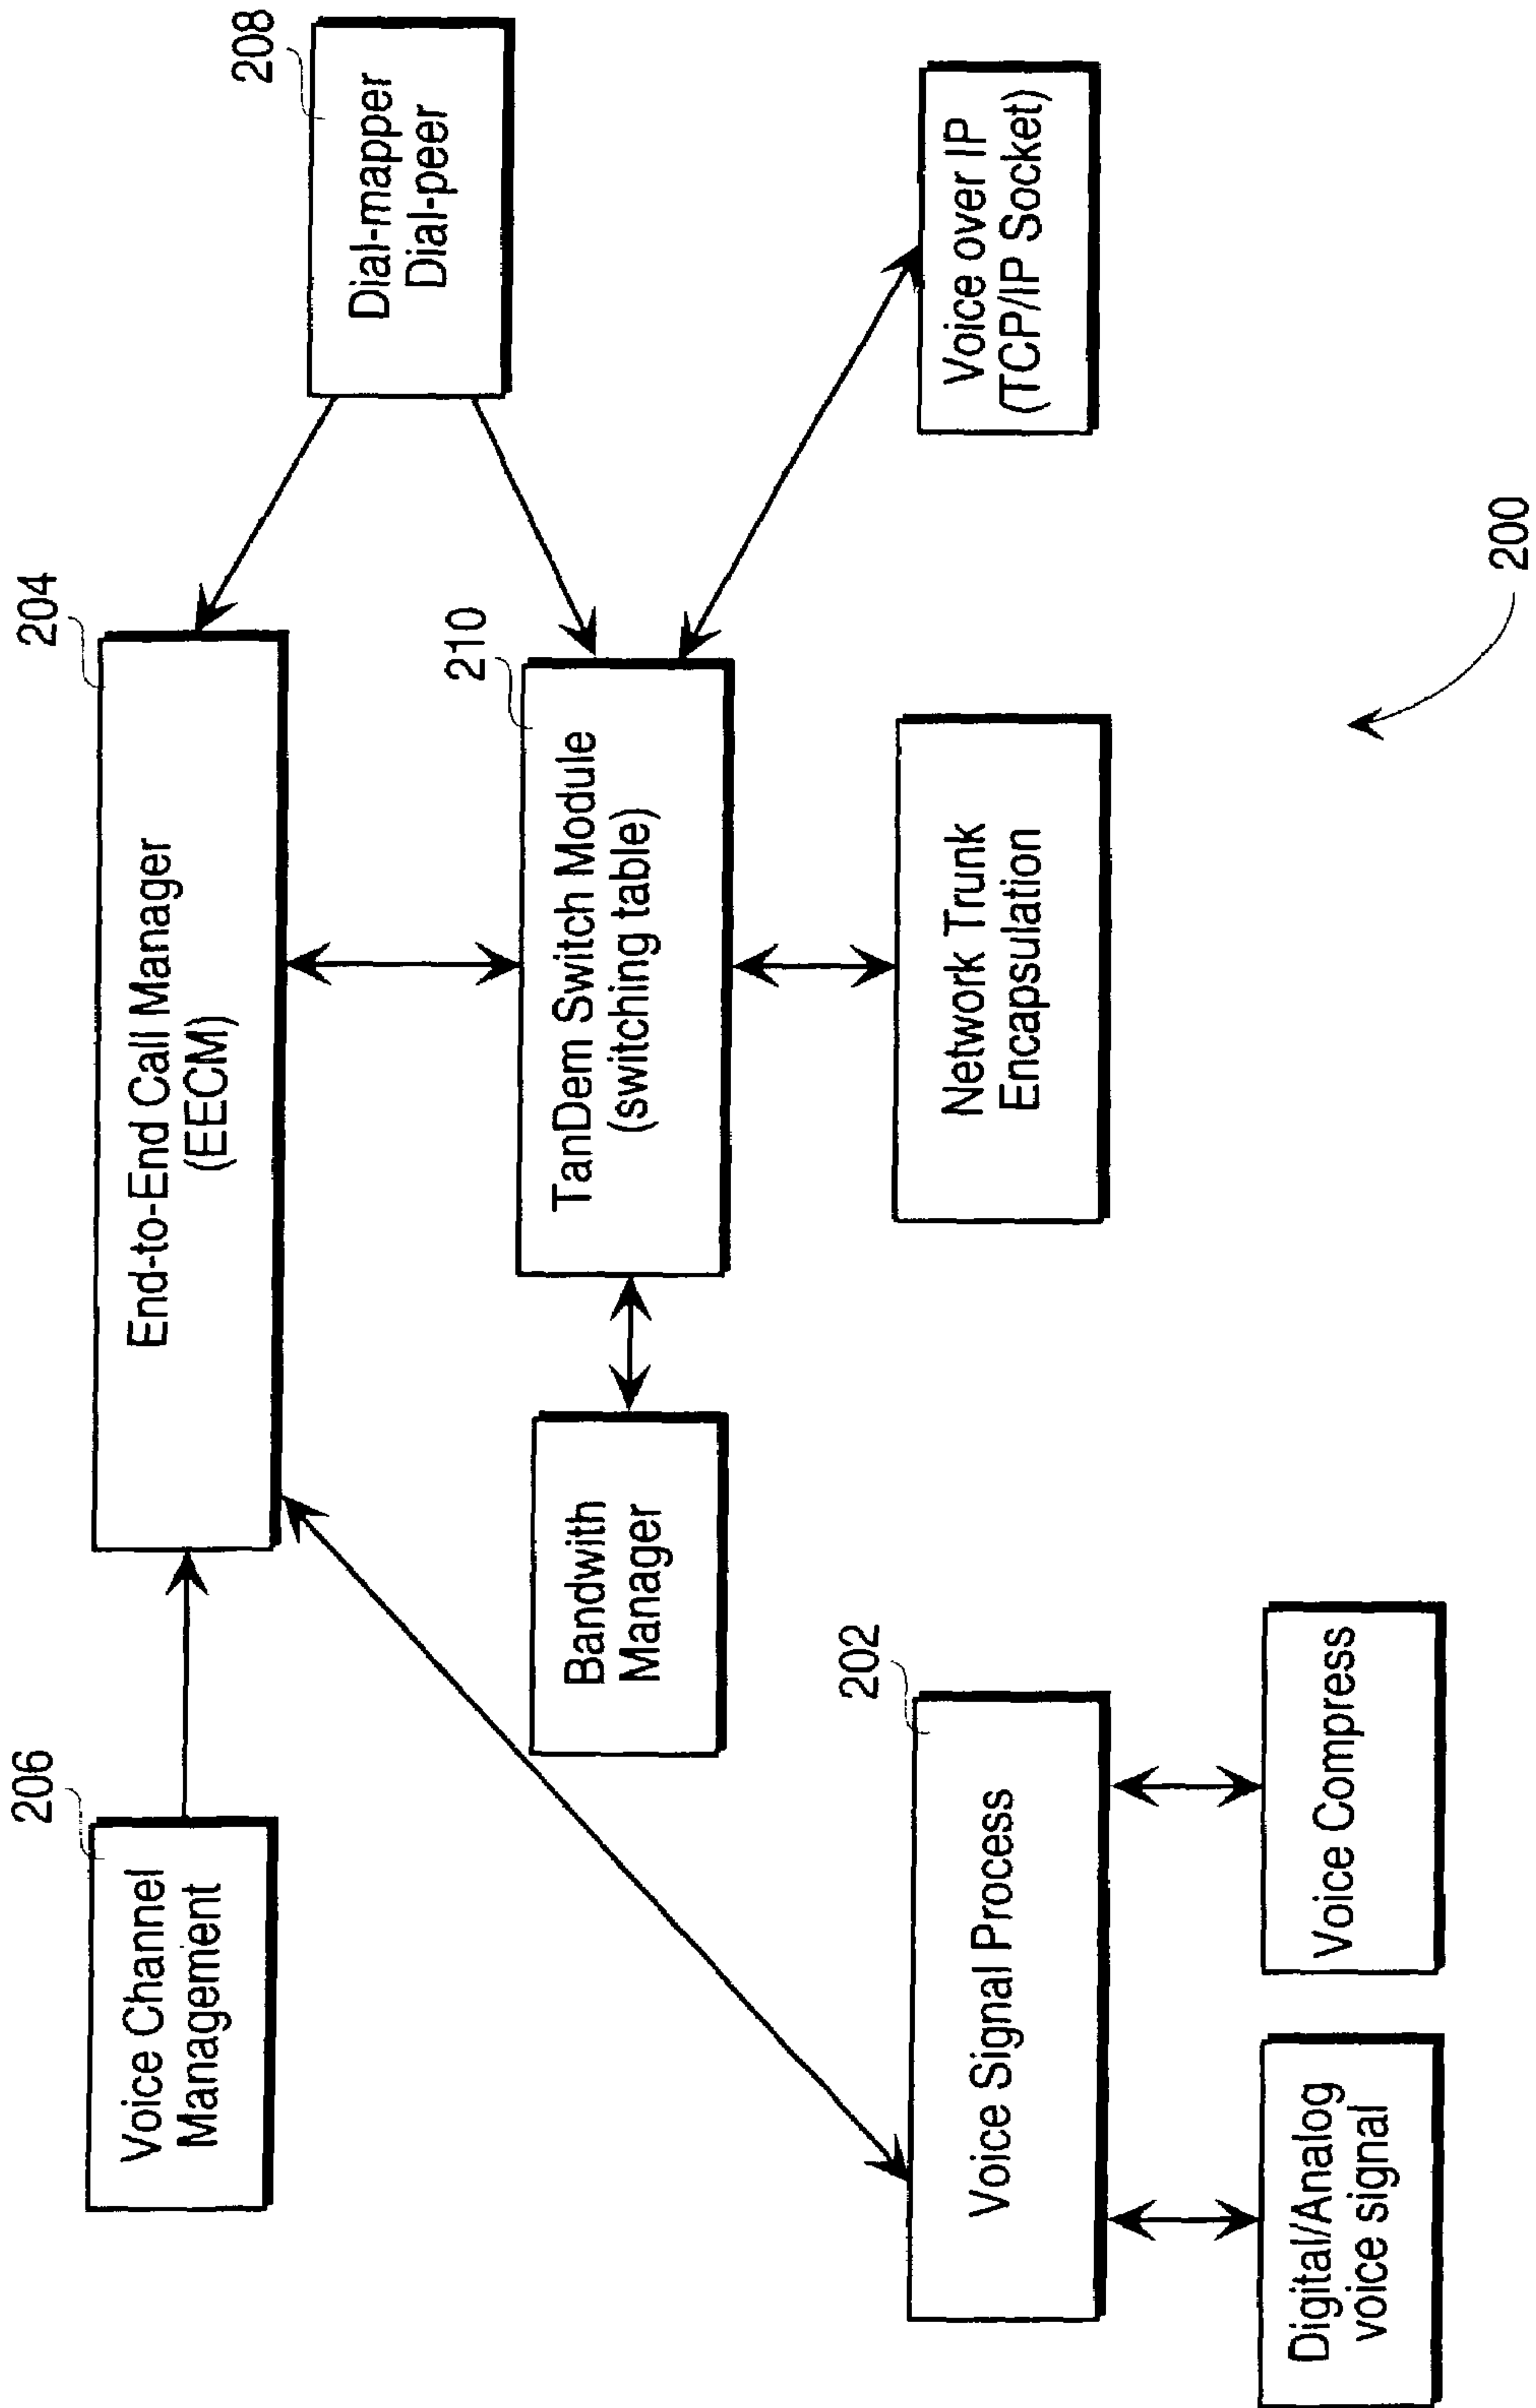 206
Voice Channel
Management
204
End-to-End Call Manager
(EECM)
208
Dial-mapper
Dial-peer
210
TanDem Switch Module
(switching table)
Bandwith
Manager
202
Voice Signal Process
Network Trunk
Encapsulation
Voice over IP
(TCP/IP Socket)
Digital/Analog
voice signal
Voice Compress
200